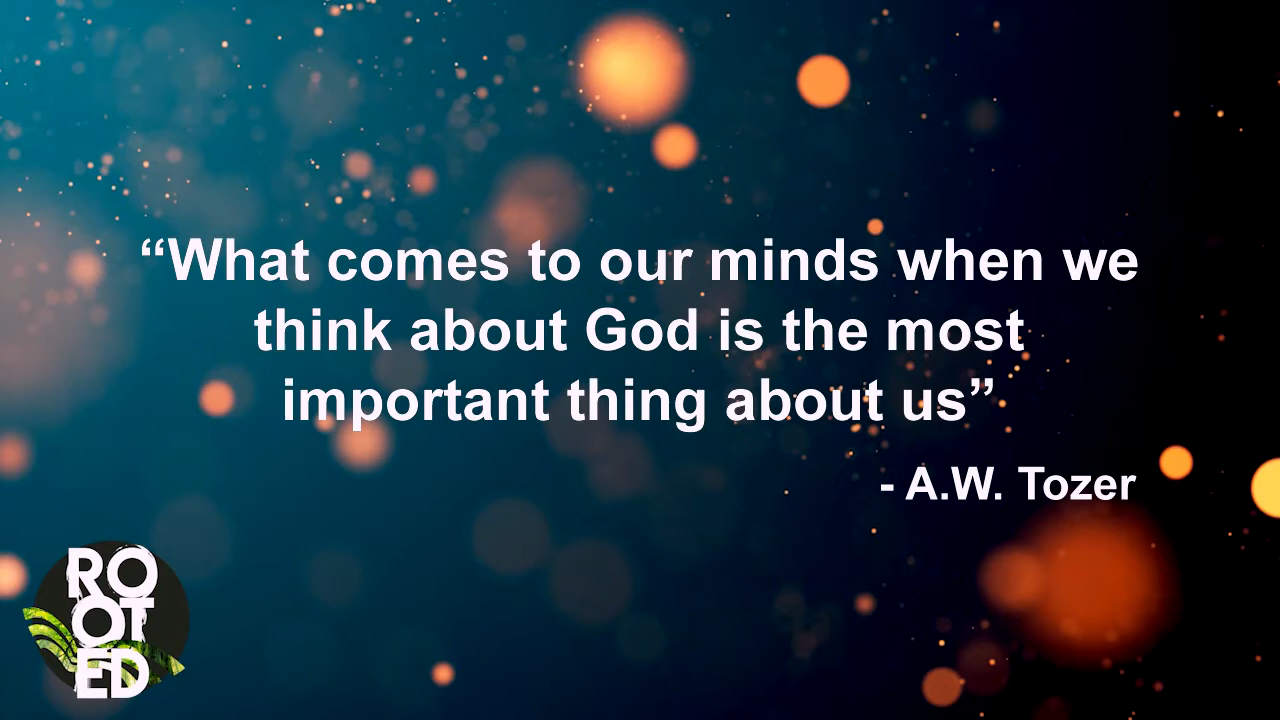 “What comes to our minds when we
think about God is the most
important thing about us”
- A.W. Tozer
RO
OT
ED